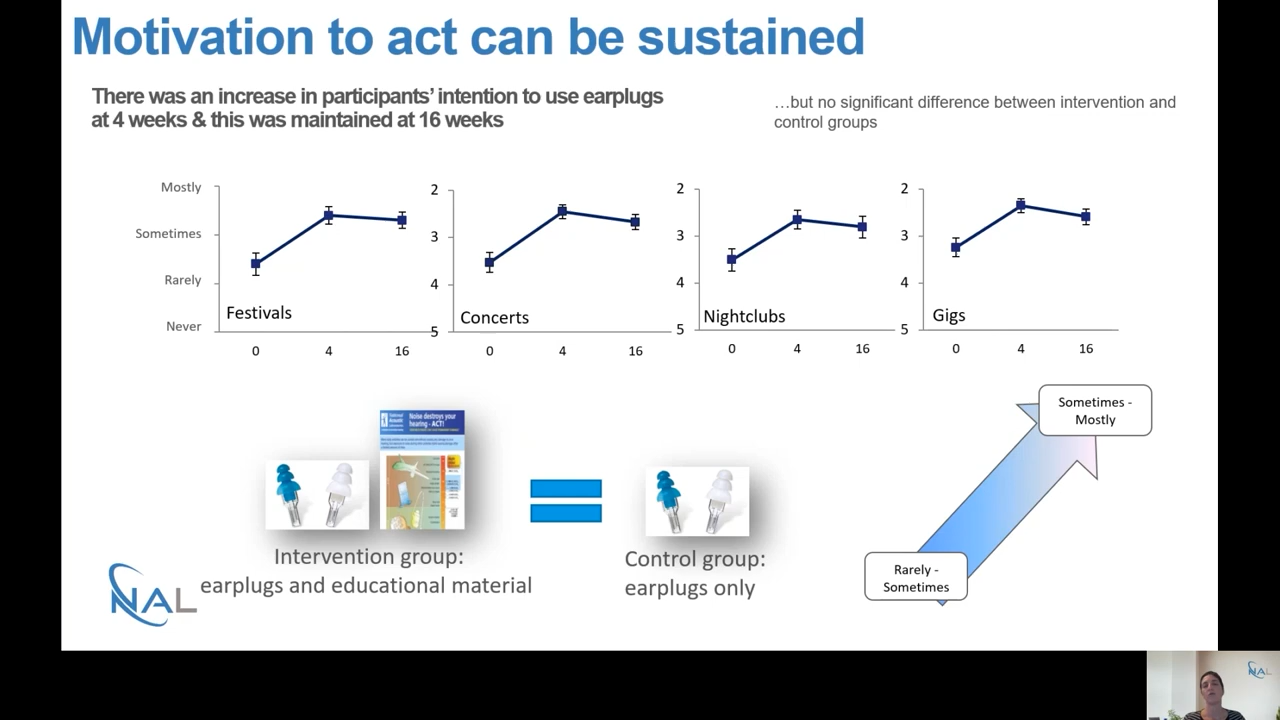 Motivation to act can be sustained
There was an increase in participants' intention to use earplugs
at 4 weeks & this was maintained at 16 weeks
…but no significant difference between intervention and
control groups
Mostly
Sometimes
Rarely
Never
Festivals
0 4 16
2
3
4
5
Concerts
0 4 16
2
3
4
5
Nightclubs
0 4 16
2
3
4
5
Gigs
0 4 16
Noise destroys your
hearing - ACT!
Intervention group:
earplugs and educational material
Control group:
earplugs only
Sometimes -
Mostly
Rarely -
Sometimes
NAL
NAL